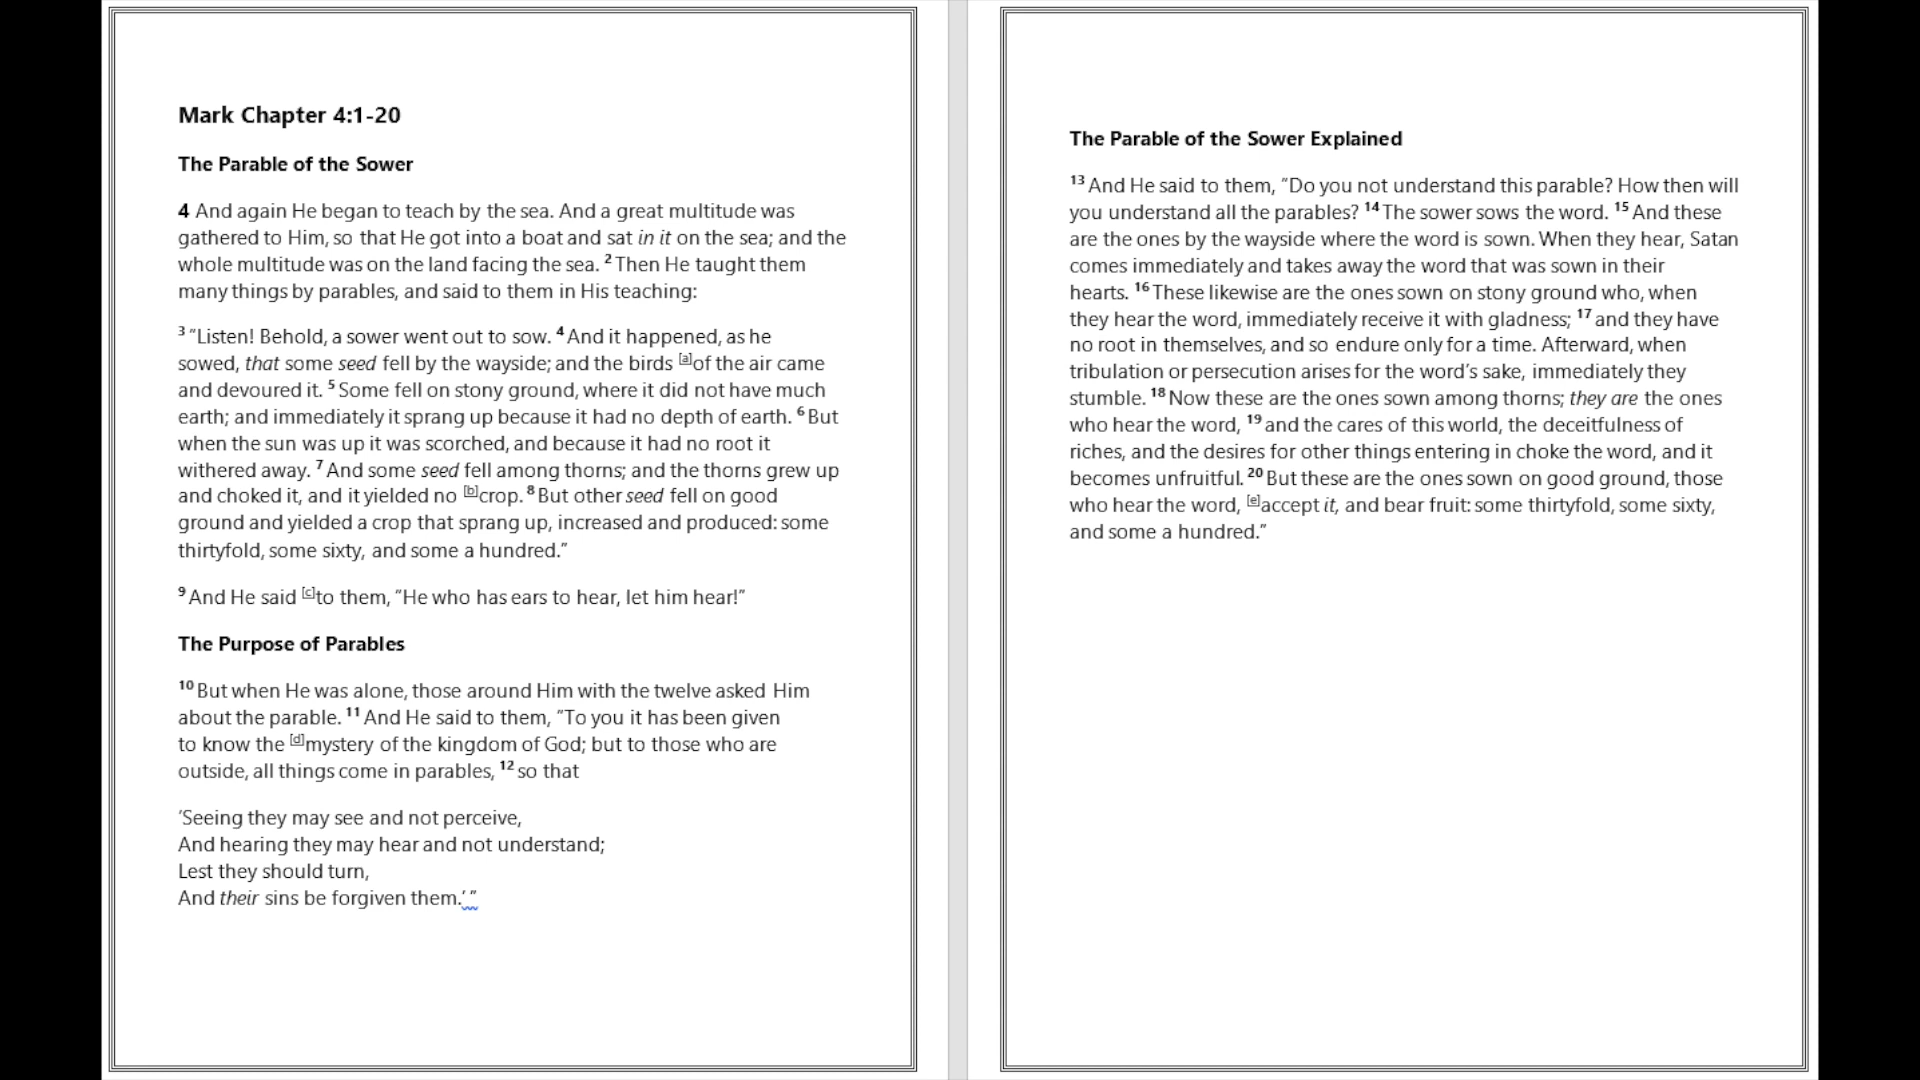 Mark Chapter 4:1-20
The Parable of the Sower
4 And again He began to teach by the sea. And a great multitude was
gathered to Him, so that He got into a boat and sat in it on the sea; and the
whole multitude was on the land facing the sea. 2 Then He taught them
many things by parables, and said to them in His teaching:
3 “Listen! Behold, a sower went out to sow. 4 And it happened, as he
sowed, that some seed fell by the wayside; and the birds [a]of the air came
and devoured it. 5 Some fell on stony ground, where it did not have much
earth; and immediately it sprang up because it had no depth of earth. 6 But
when the sun was up it was scorched, and because it had no root it
withered away. 7 And some seed fell among thorns; and the thorns grew up
and choked it, and it yielded no [b]crop. 8 But other seed fell on good
ground and yielded a crop that sprang up, increased and produced: some
thirtyfold, some sixty, and some a hundred.”
9 And He said [c]to them, “He who has ears to hear, let him hear!”
The Purpose of Parables
10 But when He was alone, those around Him with the twelve asked Him
about the parable. 11 And He said to them, “To you it has been given
to know the [d]mystery of the kingdom of God; but to those who are
outside, all things come in parables, 12 so that
‘Seeing they may see and not perceive,
And hearing they may hear and not understand;
Lest they should turn,
And their sins be forgiven them.’ ”
The Parable of the Sower Explained
13 And He said to them, “Do you not understand this parable? How then will
you understand all the parables? 14 The sower sows the word. 15 And these
are the ones by the wayside where the word is sown. When they hear, Satan
comes immediately and takes away the word that was sown in their
hearts. 16 These likewise are the ones sown on stony ground who, when
they hear the word, immediately receive it with gladness; 17 and they have
no root in themselves, and so endure only for a time. Afterward, when
tribulation or persecution arises for the word’s sake, immediately they
stumble. 18 Now these are the ones sown among thorns; they are the ones
who hear the word, 19 and the cares of this world, the deceitfulness of
riches, and the desires for other things entering in choke the word, and it
becomes unfruitful. 20 But these are the ones sown on good ground, those
who hear the word, [e]accept it, and bear fruit: some thirtyfold, some sixty,
and some a hundred.”